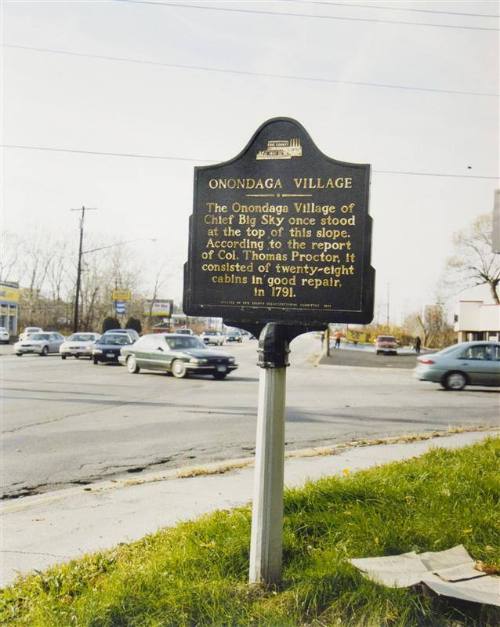 ONONDAGA VILLAGE
The Onondaga Village of
Chief Big Sky once stood
at the top of this slope.
According to the report
of Col. Thomas Proctor, it
consisted of twenty-eight
cabins in good repair,
in 1791.